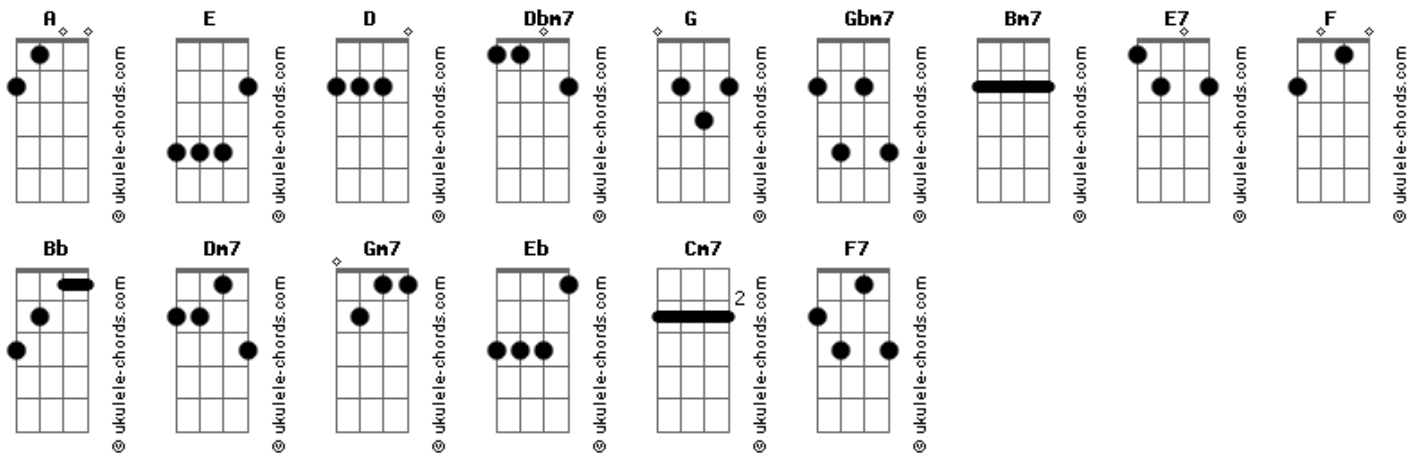 A E D Dbm7 G Gbm7 Bm7 E7 F
© ukulele-chords.com © ukulele-chords.com © ukulele-chords.com © ukulele-chords.com © ukulele-chords.com © ukulele-chords.com © ukulele-chords.com © ukulele-chords.com © ukulele-chords.com
Bb Dm7 Gm7 Eb Cm7 F7
2
© ukulele-chords.com © ukulele-chords.com © ukulele-chords.com © ukulele-chords.com © ukulele-chords.com © ukulele-chords.com